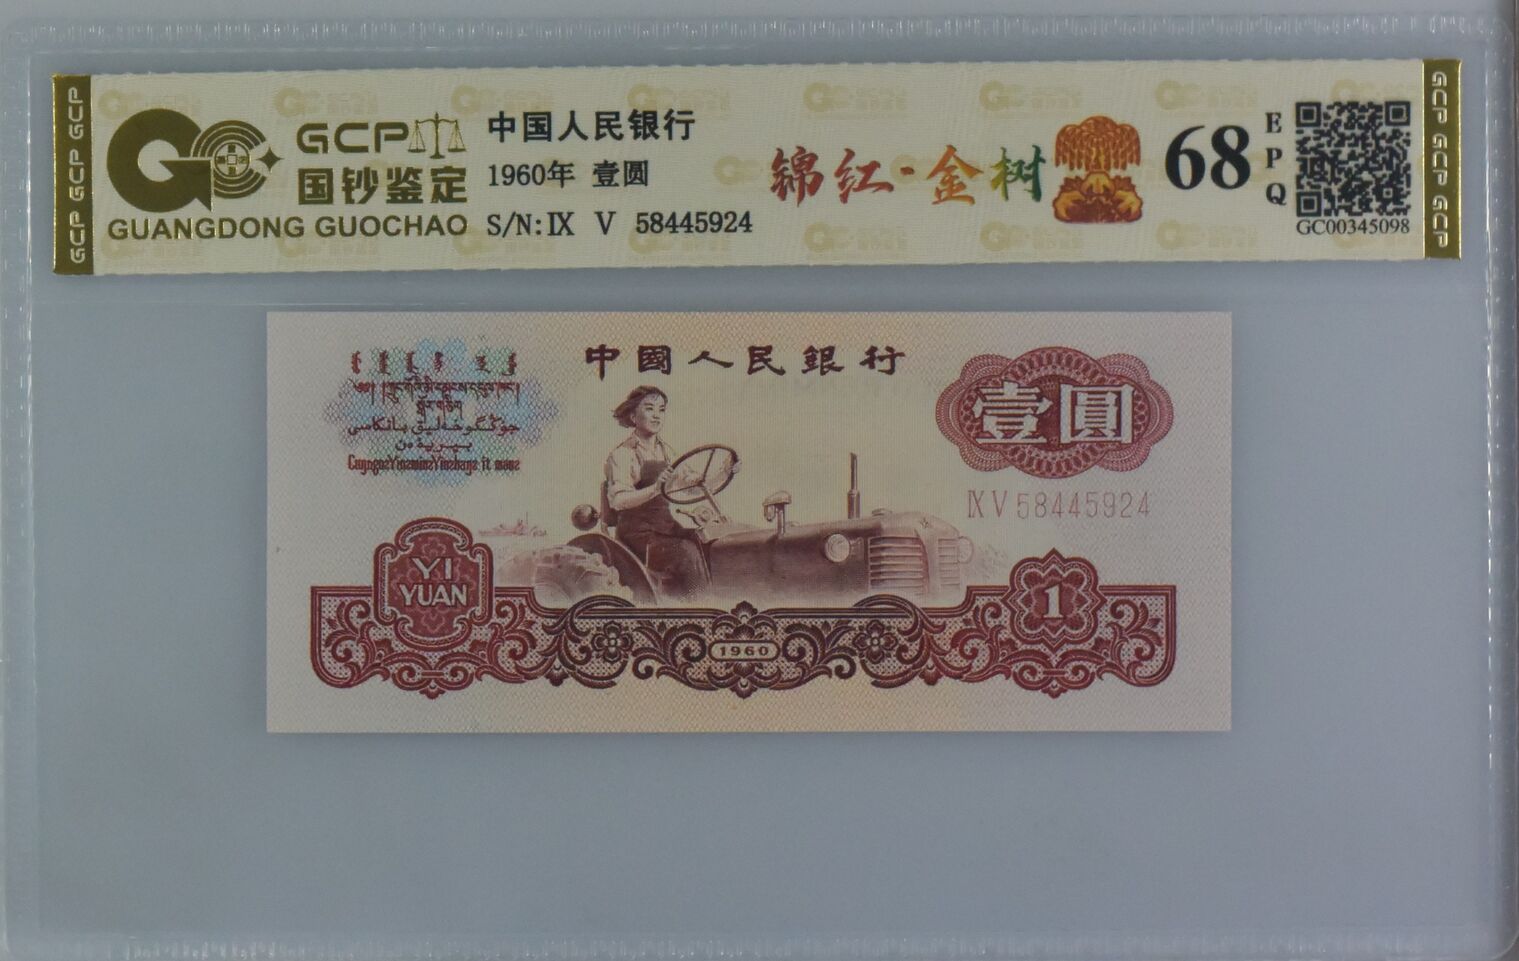 GCP GCP GCP
GCP
国钞鉴定
GUANGDONG GUOCHAO
中国人民银行
1960年 壹圆
S/N: Ⅸ Ⅴ 58445924
锦红·金树
68
EPQ
GC00345098
GCP GCP GCP
中國人民銀行
壹圓
ⅨⅤ58445924
YI
YUAN
1960
1